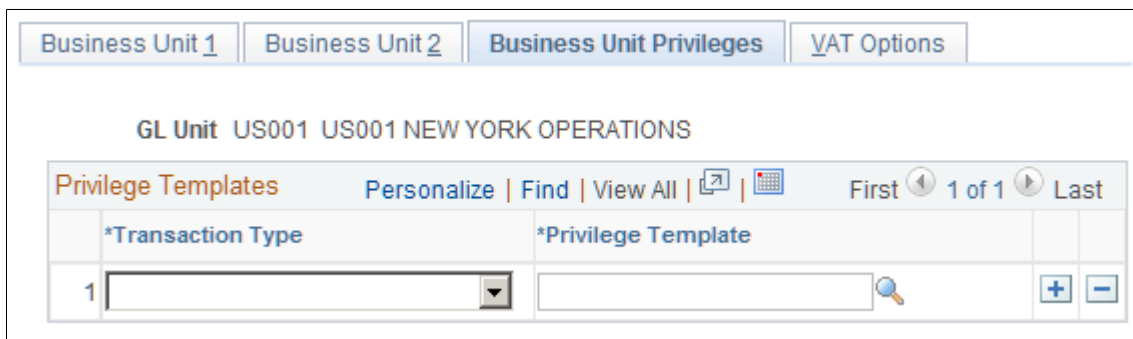 Business Unit 1 Business Unit 2 Business Unit Privileges VAT Options
GL Unit US001 US001 NEW YORK OPERATIONS
Privilege Templates Personalize | Find | View All | | First 1 of 1 Last
*Transaction Type *Privilege Template
1